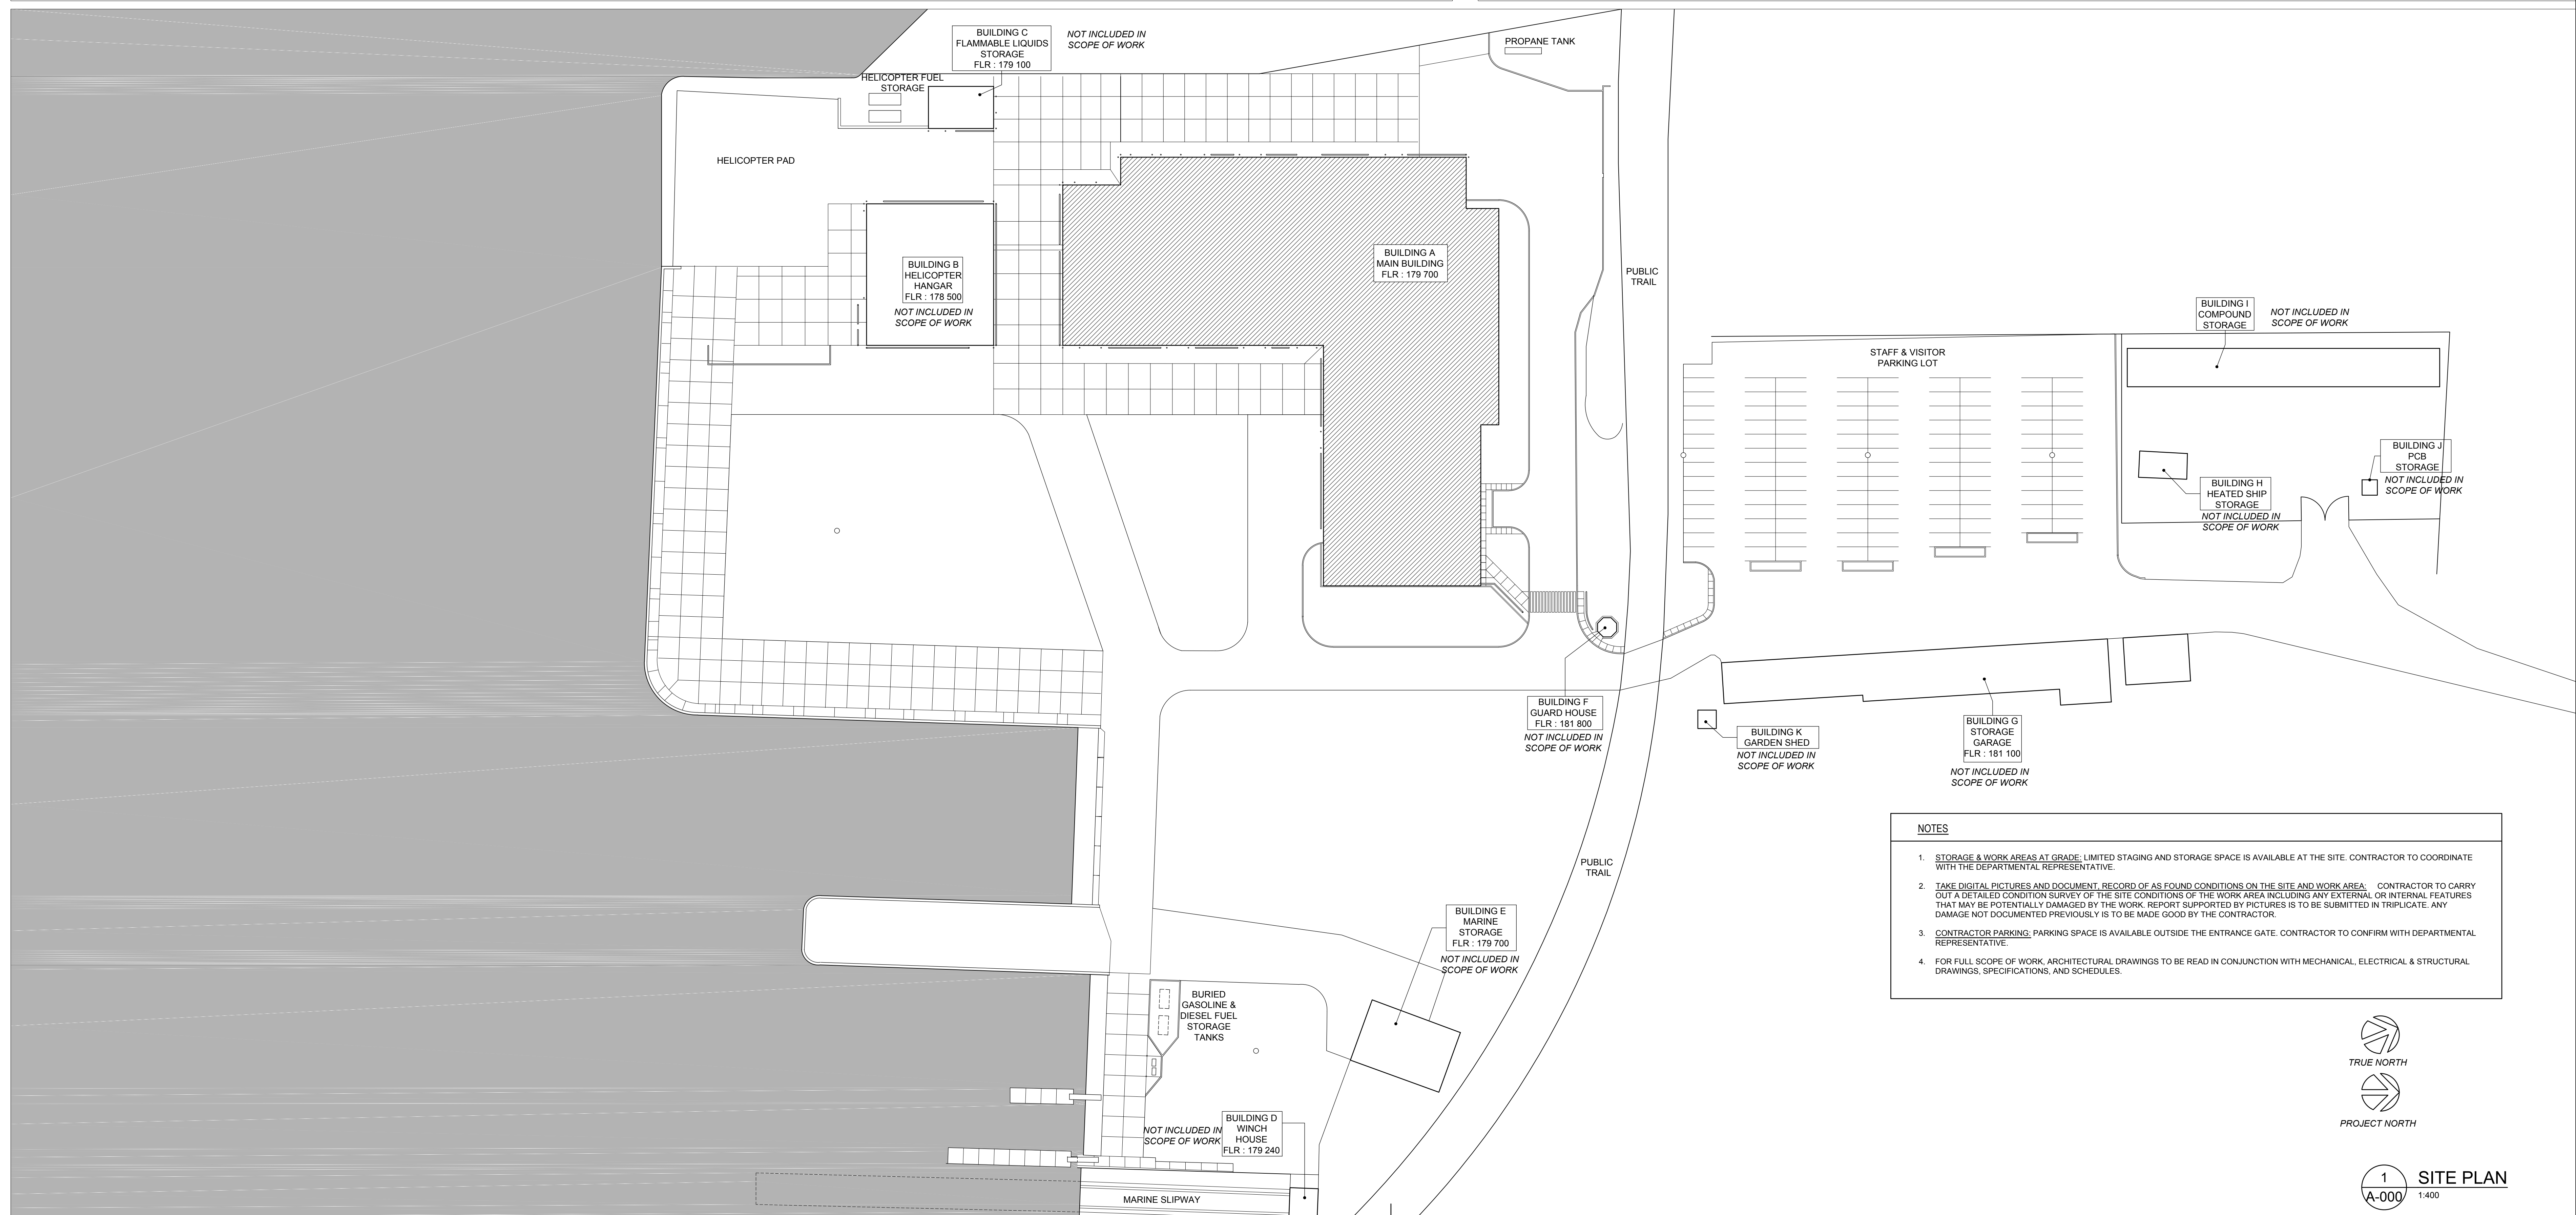 BUILDING C
FLAMMABLE LIQUIDS
STORAGE
FLR : 179 100
NOT INCLUDED IN
SCOPE OF WORK
PROPANE TANK
HELICOPTER FUEL
STORAGE
HELICOPTER PAD
BUILDING A
MAIN BUILDING
FLR : 179 700
BUILDING B
HELICOPTER
HANGAR
FLR : 178 500
NOT INCLUDED IN
SCOPE OF WORK
PUBLIC
TRAIL
BUILDING I
COMPOUND
STORAGE
NOT INCLUDED IN
SCOPE OF WORK
STAFF & VISITOR
PARKING LOT
BUILDING J
PCB
STORAGE
NOT INCLUDED IN
SCOPE OF WORK
BUILDING H
HEATED SHIP
STORAGE
NOT INCLUDED IN
SCOPE OF WORK
BUILDING F
GUARD HOUSE
FLR : 181 800
NOT INCLUDED IN
SCOPE OF WORK
BUILDING K
GARDEN SHED
NOT INCLUDED IN
SCOPE OF WORK
BUILDING G
STORAGE
GARAGE
FLR : 181 100
NOT INCLUDED IN
SCOPE OF WORK
PUBLIC
TRAIL
NOTES
1. STORAGE & WORK AREAS AT GRADE: LIMITED STAGING AND STORAGE SPACE IS AVAILABLE AT THE SITE. CONTRACTOR TO COORDINATE
WITH THE DEPARTMENTAL REPRESENTATIVE.
2. TAKE DIGITAL PICTURES AND DOCUMENT, RECORD OF AS FOUND CONDITIONS ON THE SITE AND WORK AREA: CONTRACTOR TO CARRY
OUT A DETAILED CONDITION SURVEY OF THE SITE CONDITIONS OF THE WORK AREA INCLUDING ANY EXTERNAL OR INTERNAL FEATURES
THAT MAY BE POTENTIALLY DAMAGED BY THE WORK. REPORT SUPPORTED BY PICTURES IS TO BE SUBMITTED IN TRIPLICATE. ANY
DAMAGE NOT DOCUMENTED PREVIOUSLY IS TO BE MADE GOOD BY THE CONTRACTOR.
3. CONTRACTOR PARKING: PARKING SPACE IS AVAILABLE OUTSIDE THE ENTRANCE GATE. CONTRACTOR TO CONFIRM WITH DEPARTMENTAL
REPRESENTATIVE.
4. FOR FULL SCOPE OF WORK, ARCHITECTURAL DRAWINGS TO BE READ IN CONJUNCTION WITH MECHANICAL, ELECTRICAL & STRUCTURAL
DRAWINGS, SPECIFICATIONS, AND SCHEDULES.
BUILDING E
MARINE
STORAGE
FLR : 179 700
NOT INCLUDED IN
SCOPE OF WORK
BURIED
GASOLINE &
DIESEL FUEL
STORAGE
TANKS
TRUE NORTH
PROJECT NORTH
BUILDING D
WINCH
HOUSE
FLR : 179 240
NOT INCLUDED IN
SCOPE OF WORK
MARINE SLIPWAY
1
A-000
SITE PLAN
1:400